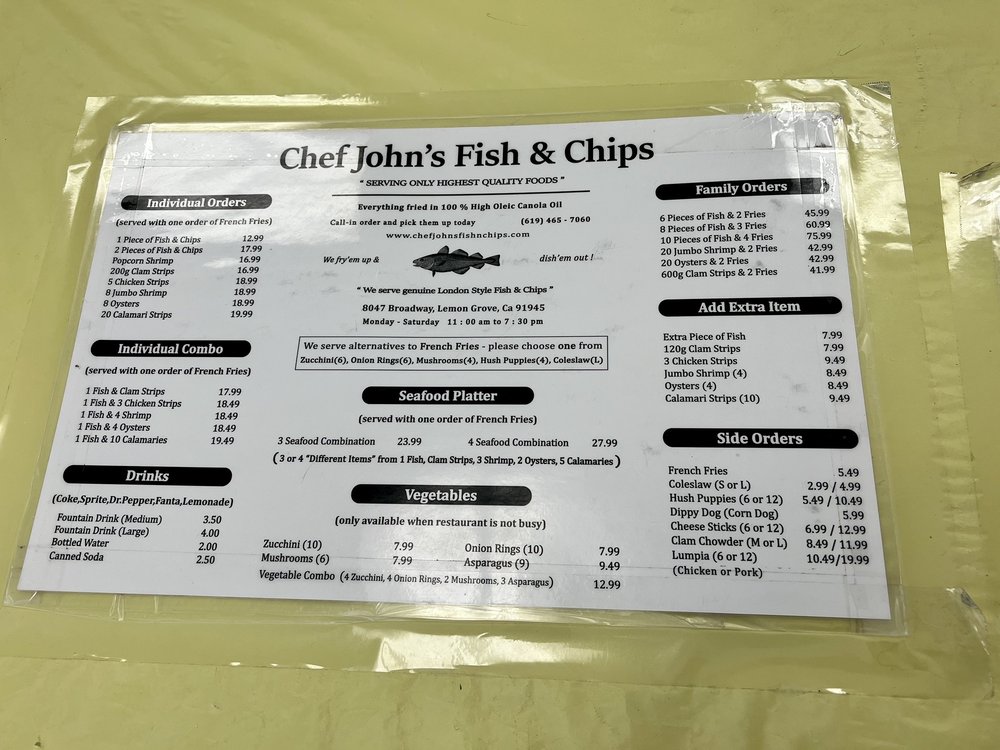 Chef John's Fish & Chips
" SERVING ONLY HIGHEST QUALITY FOODS "
Everything fried in 100 % High Oleic Canola Oil
Call-in order and pick them up today (619) 465 - 7060
www.chefjohnsfishnchips.com
We fry'em up & dish'em out !
" We serve genuine London Style Fish & Chips "
8047 Broadway, Lemon Grove, Ca 91945
Monday - Saturday 11 : 00 am to 7 : 30 pm
We serve alternatives to French Fries - please choose one from
Zucchini(6), Onion Rings(6), Mushrooms(4), Hush Puppies(4), Coleslaw(L)
Individual Orders
(served with one order of French Fries)
1 Piece of Fish & Chips 12.99
2 Pieces of Fish & Chips 17.99
Popcorn Shrimp 16.99
200g Clam Strips 16.99
5 Chicken Strips 18.99
8 Jumbo Shrimp 18.99
8 Oysters 18.99
20 Calamari Strips 19.99
Individual Combo
(served with one order of French Fries)
1 Fish & Clam Strips 17.99
1 Fish & 3 Chicken Strips 18.49
1 Fish & 4 Shrimp 18.49
1 Fish & 4 Oysters 18.49
1 Fish & 10 Calamaries 19.49
Drinks
(Coke,Sprite,Dr.Pepper,Fanta,Lemonade)
Fountain Drink (Medium) 3.50
Fountain Drink (Large) 4.00
Bottled Water 2.00
Canned Soda 2.50
Seafood Platter
(served with one order of French Fries)
3 Seafood Combination 23.99 4 Seafood Combination 27.99
(3 or 4 "Different Items" from 1 Fish, Clam Strips, 3 Shrimp, 2 Oysters, 5 Calamaries)
Vegetables
(only available when restaurant is not busy)
Zucchini (10) 7.99 Onion Rings (10) 7.99
Mushrooms (6) 7.99 Asparagus (9) 9.49
Vegetable Combo (4 Zucchini, 4 Onion Rings, 2 Mushrooms, 3 Asparagus) 12.99
Family Orders
6 Pieces of Fish & 2 Fries 45.99
8 Pieces of Fish & 3 Fries 60.99
10 Pieces of Fish & 4 Fries 75.99
20 Jumbo Shrimp & 2 Fries 42.99
20 Oysters & 2 Fries 42.99
600g Clam Strips & 2 Fries 41.99
Add Extra Item
Extra Piece of Fish 7.99
120g Clam Strips 7.99
3 Chicken Strips 9.49
Jumbo Shrimp (4) 8.49
Oysters (4) 8.49
Calamari Strips (10) 9.49
Side Orders
French Fries 5.49
Coleslaw (S or L) 2.99 / 4.99
Hush Puppies (6 or 12) 5.49 / 10.49
Dippy Dog (Corn Dog) 5.99
Cheese Sticks (6 or 12) 6.99 / 12.99
Clam Chowder (M or L) 8.49 / 11.99
Lumpia (6 or 12) 10.49/19.99
(Chicken or Pork)